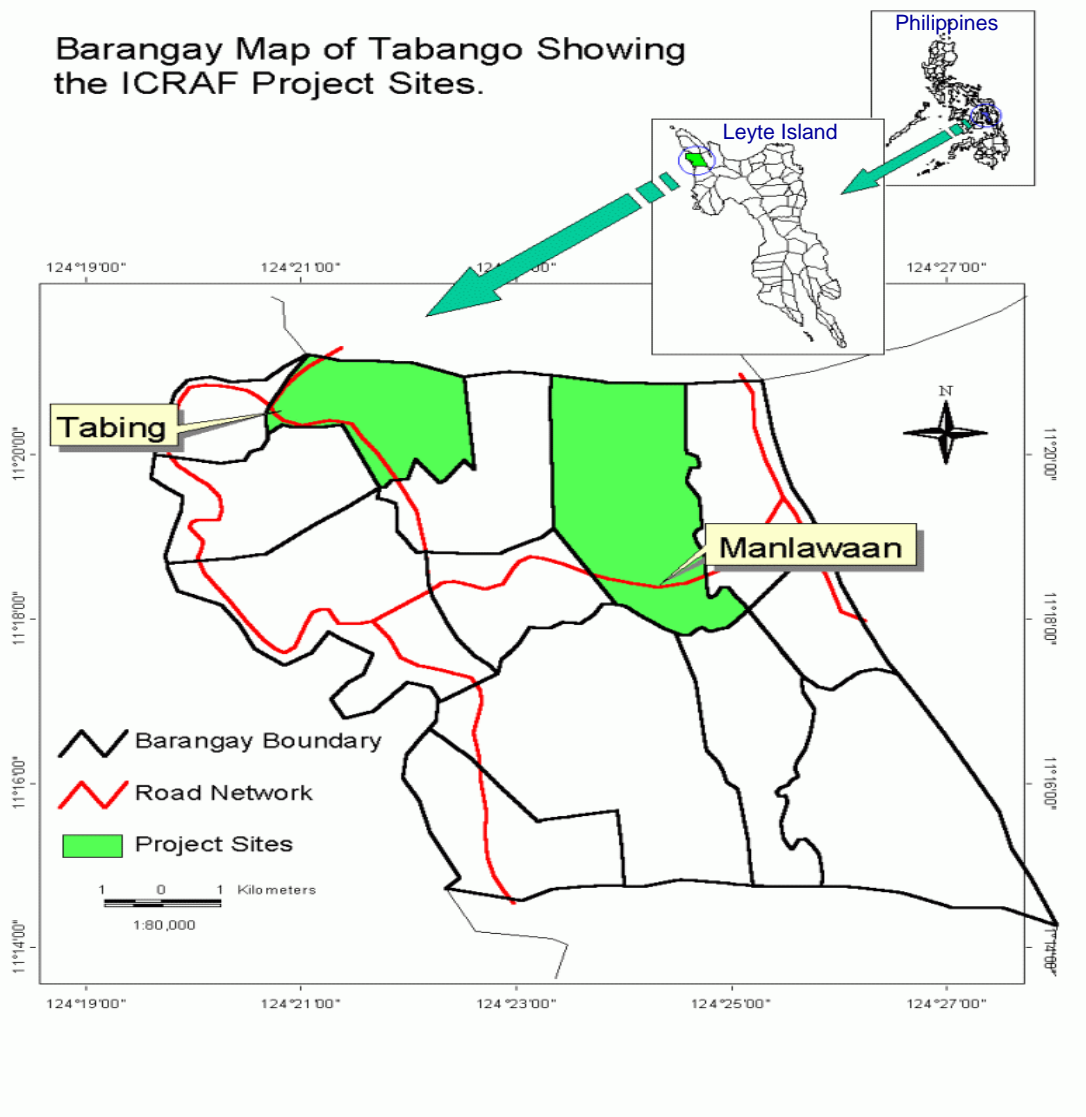 Barangay Map of Tabango Showing
the ICRAF Project Sites.
Philippines
Leyte Island
124°19'00"
124°21'00"
124°27'00"
N
Tabing
Manlawaan
11°20'00"
11°20'00"
11°18'00"
11°18'00"
11°16'00"
11°16'00"
11°14'00"
Barangay Boundary
Road Network
Project Sites
1 0 1 Kilometers
1:80,000
124°19'00"
124°21'00"
124°23'00"
124°25'00"
124°27'00"